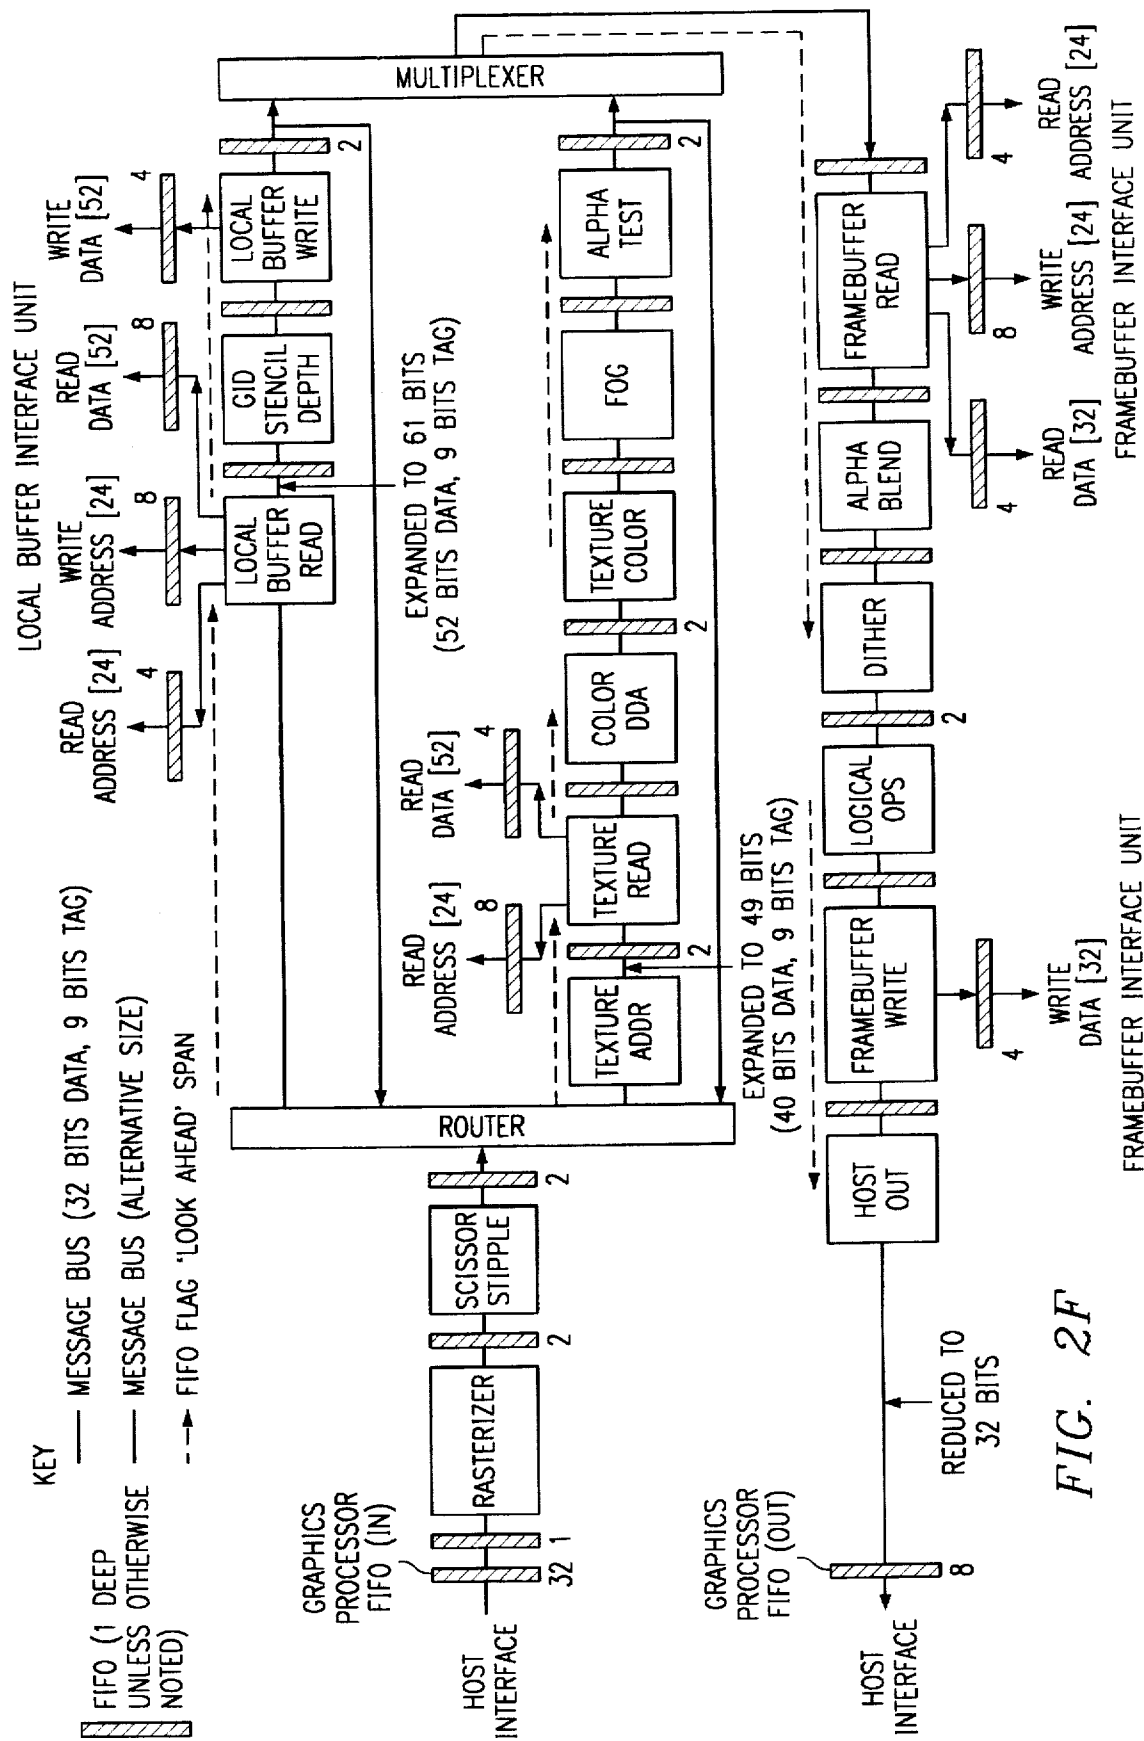 KEY
FIFO (1 DEEP
UNLESS OTHERWISE
NOTED)
MESSAGE BUS (32 BITS DATA, 9 BITS TAG)
MESSAGE BUS (ALTERNATIVE SIZE)
FIFO FLAG 'LOOK AHEAD' SPAN
LOCAL BUFFER INTERFACE UNIT
READ
ADDRESS [24]
4
WRITE
ADDRESS [24]
8
READ
DATA [52]
8
WRITE
DATA [52]
4
LOCAL
BUFFER
READ
GID
STENCIL
DEPTH
LOCAL
BUFFER
WRITE
2
EXPANDED TO 61 BITS
(52 BITS DATA, 9 BITS TAG)
MULTIPLEXER
GRAPHICS
PROCESSOR
FIFO (IN)
HOST
INTERFACE
32
1
RASTERIZER
2
SCISSOR
STIPPLE
2
ROUTER
READ
ADDRESS [24]
8
READ
DATA [52]
4
TEXTURE
ADDR
2
TEXTURE
READ
COLOR
DDA
2
TEXTURE
COLOR
FOG
ALPHA
TEST
2
EXPANDED TO 49 BITS
(40 BITS DATA, 9 BITS TAG)
GRAPHICS
PROCESSOR
FIFO (OUT)
HOST
INTERFACE
8
REDUCED TO
32 BITS
HOST
OUT
FRAMEBUFFER
WRITE
LOGICAL
OPS
2
DITHER
ALPHA
BLEND
FRAMEBUFFER
READ
4
WRITE
DATA [32]
FRAMEBUFFER INTERFACE UNIT
4
READ
DATA [32]
8
WRITE
ADDRESS [24]
4
READ
ADDRESS [24]
FRAMEBUFFER INTERFACE UNIT
FIG. 2F